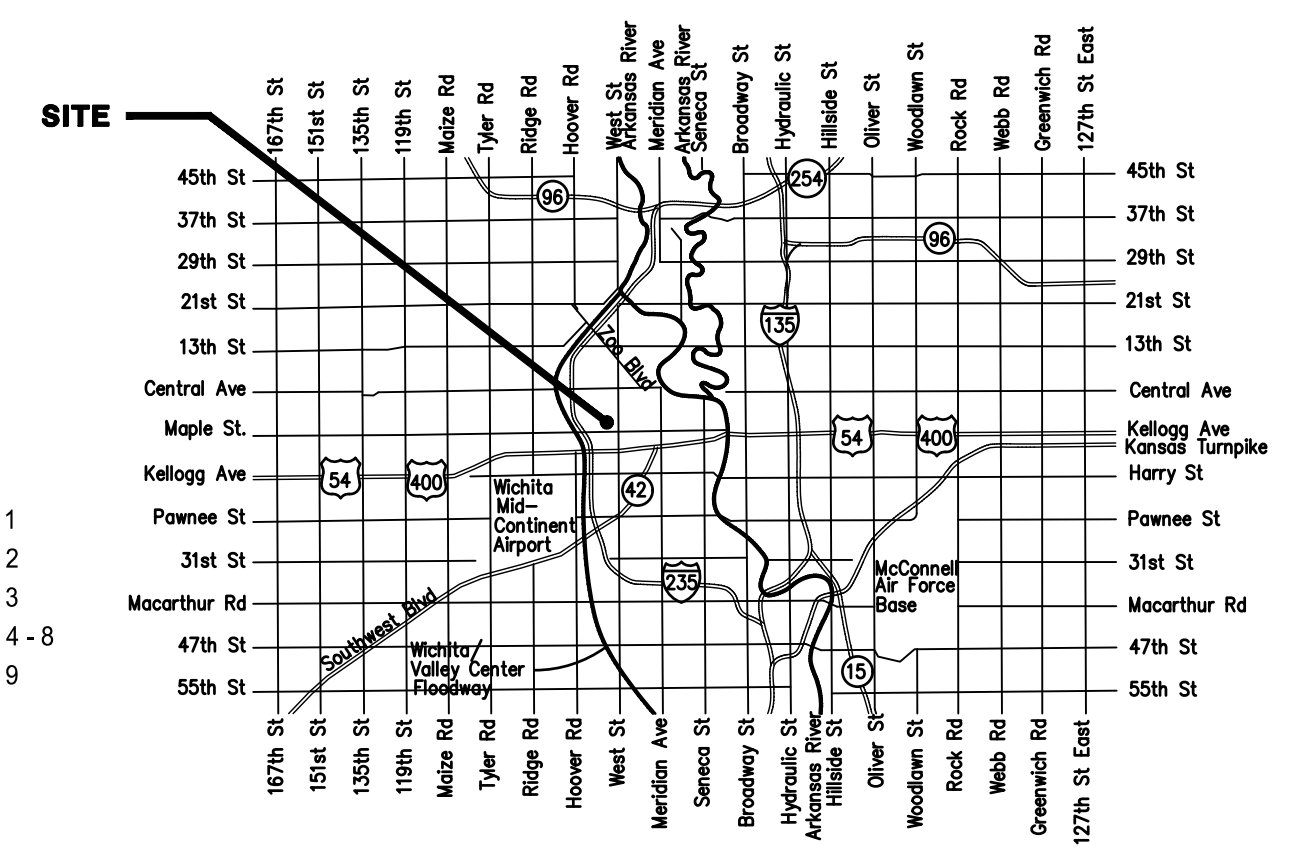 167th St
151st St
135th St
119th St
Maize Rd
Tyler Rd
Ridge Rd
Hoover Rd
West St
Arkansas River
Meridian Ave
Arkansas River
Seneca St
Broadway St
Hydraulic St
Hillside St
Oliver St
Woodlawn St
Rock Rd
Webb Rd
Greenwich Rd
127th St East
SITE
45th St
96
254
45th St
37th St
37th St
96
29th St
29th St
21st St
21st St
135
13th St
Zoo Blvd
13th St
Central Ave
Central Ave
Maple St.
54
400
Kellogg Ave
Kansas Turnpike
Kellogg Ave
54
400
Harry St
Wichita
Mid-
Continent
Airport
42
1
Pawnee St
Pawnee St
2
31st St
31st St
235
McConnell
Air Force
Base
3
Macarthur Rd
Macarthur Rd
Southwest Blvd
4 - 8
47th St
47th St
Wichita/
Valley Center
Floodway
15
9
55th St
55th St
167th St
151st St
135th St
119th St
Maize Rd
Tyler Rd
Ridge Rd
Hoover Rd
West St
Meridian Ave
Seneca St
Broadway St
Hydraulic St
Arkansas River
Hillside St
Oliver St
Woodlawn St
Rock Rd
Webb Rd
Greenwich Rd
127th St East